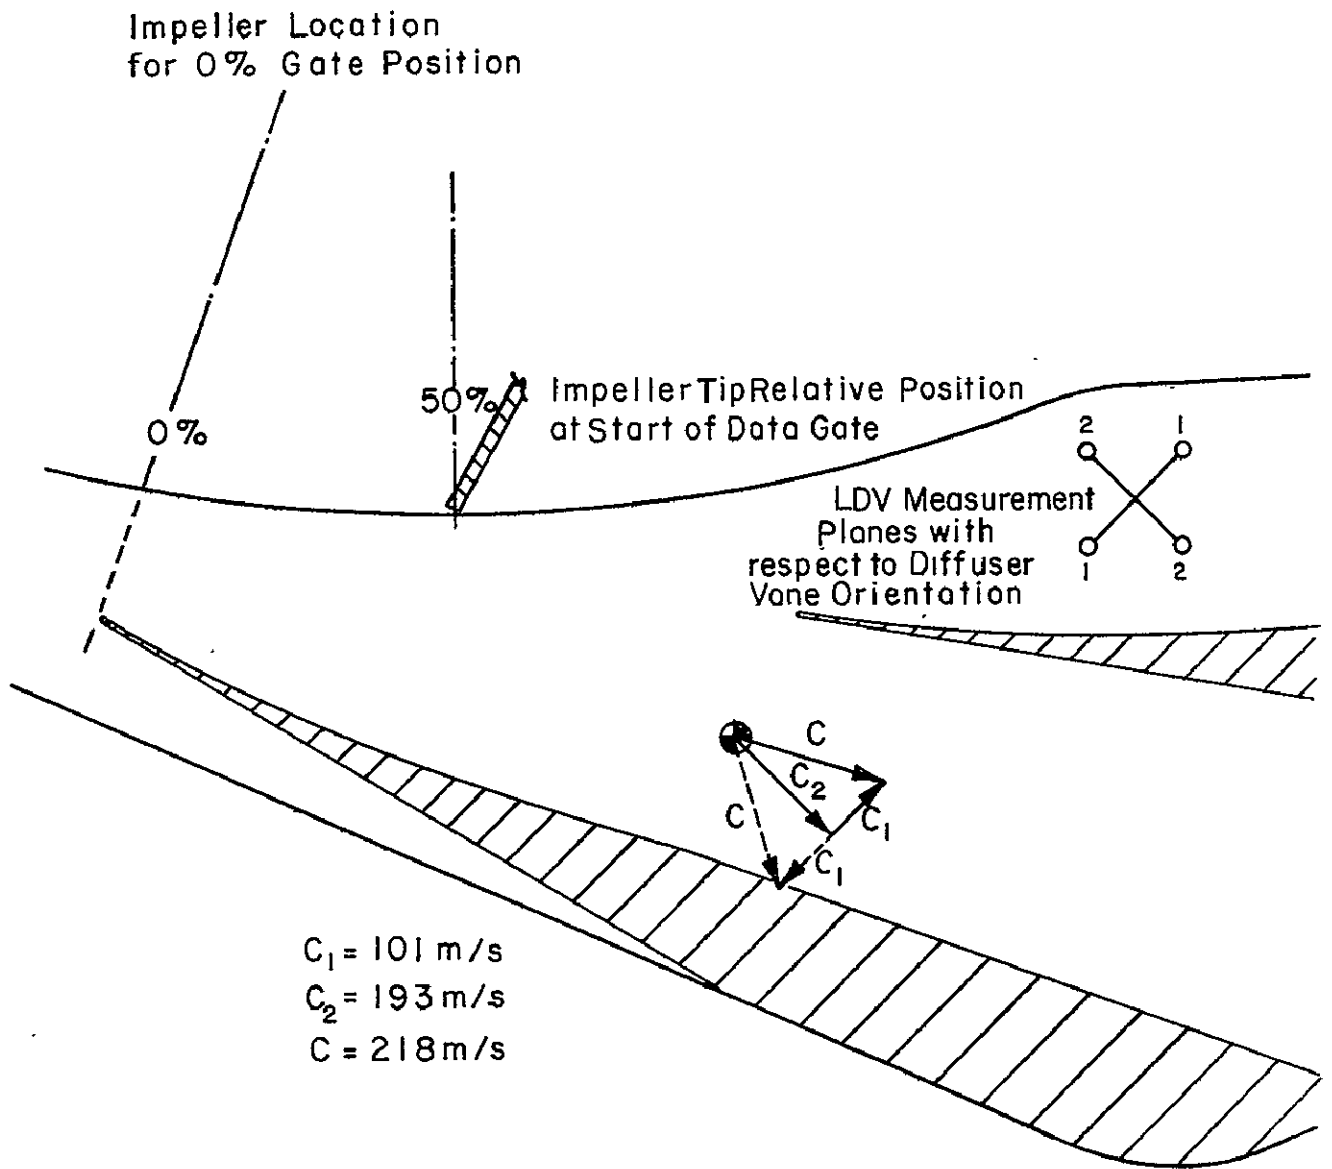 Impeller Location
for 0% Gate Position
50%
Impeller Tip Relative Position
at Start of Data Gate
0%
2 1
LDV Measurement
Planes with
respect to Diffuser
Vane Orientation
1 2
C
C₂
C
C₁
C₁
C₁ = 101 m/s
C₂ = 193 m/s
C = 218 m/s